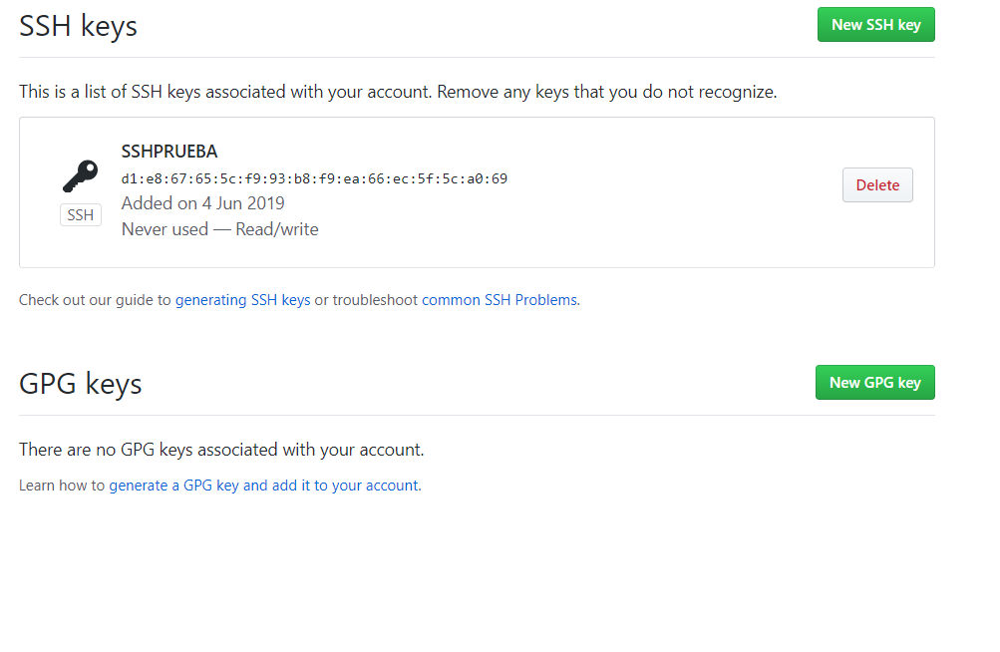 SSH keys
New SSH key
This is a list of SSH keys associated with your account. Remove any keys that you do not recognize.
SSHPRUEBA
d1:e8:67:65:5c:f9:93:b8:f9:ea:66:ec:5f:5c:a0:69
Added on 4 Jun 2019
Never used — Read/write
SSH
Delete
Check out our guide to generating SSH keys or troubleshoot common SSH Problems.
GPG keys
New GPG key
There are no GPG keys associated with your account.
Learn how to generate a GPG key and add it to your account.